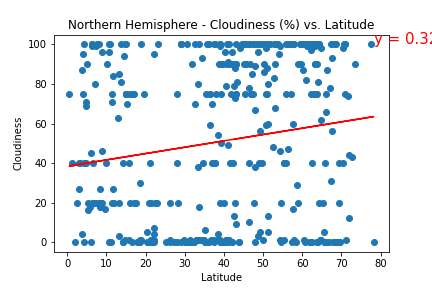 Northern Hemisphere - Cloudiness (%) vs. Latitude
y = 0.32
100
80
60
40
20
0
Cloudiness
0 10 20 30 40 50 60 70 80
Latitude